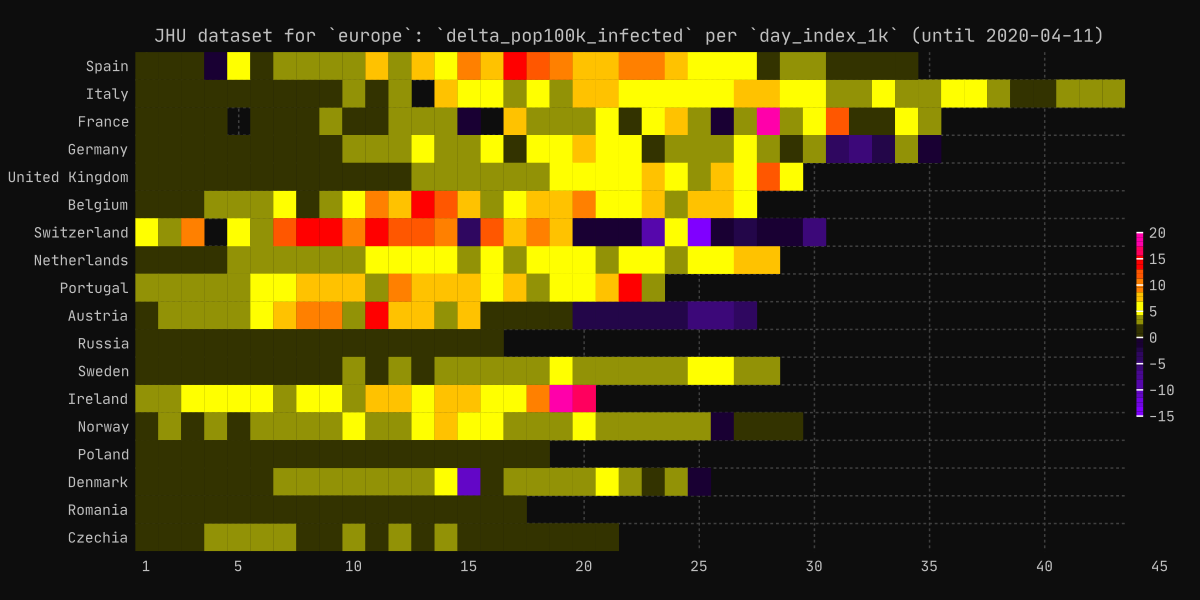 JHU dataset for `europe`: `delta_pop100k_infected` per `day_index_1k` (until 2020-04-11)
Spain
Italy
France
Germany
United Kingdom
Belgium
Switzerland
Netherlands
Portugal
Austria
Russia
Sweden
Ireland
Norway
Poland
Denmark
Romania
Czechia
20
15
10
5
0
-5
-10
-15
1 5 10 15 20 25 30 35 40 45